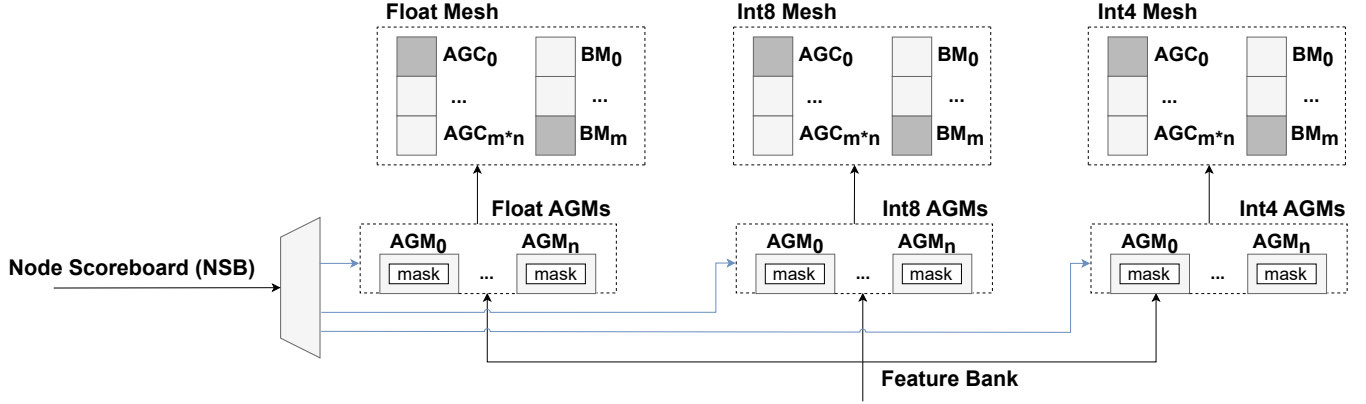 Float Mesh
Int8 Mesh
Int4 Mesh
AGC0
BM0
AGC0
BM0
AGC0
BM0
...
...
...
...
...
...
AGCm*n
BMm
AGCm*n
BMm
AGCm*n
BMm
Float AGMs
Int8 AGMs
Int4 AGMs
AGM0
AGMn
AGM0
AGMn
AGM0
AGMn
Node Scoreboard (NSB)
mask
...
mask
mask
...
mask
mask
...
mask
Feature Bank